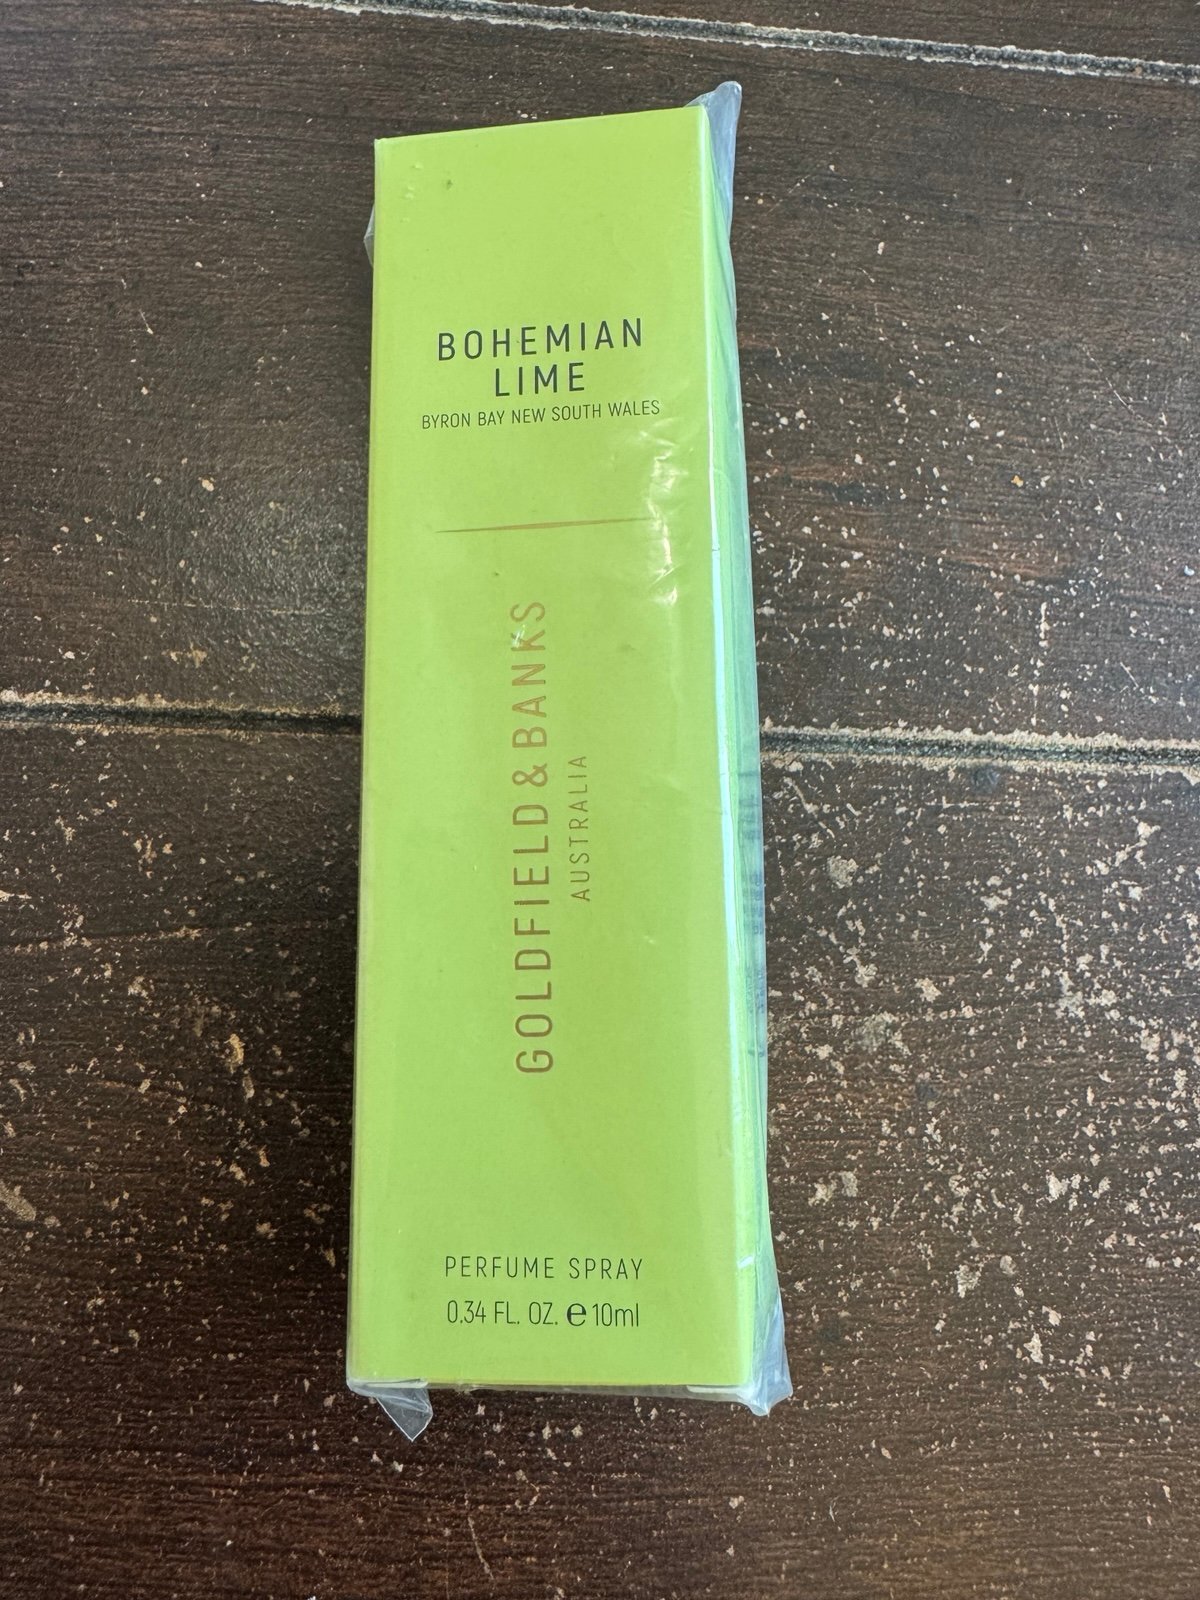 BOHEMIAN
LIME
BYRON BAY NEW SOUTH WALES
GOLDFIELD & BANKS
AUSTRALIA
PERFUME SPRAY
0.34 FL. OZ. ℮ 10ml